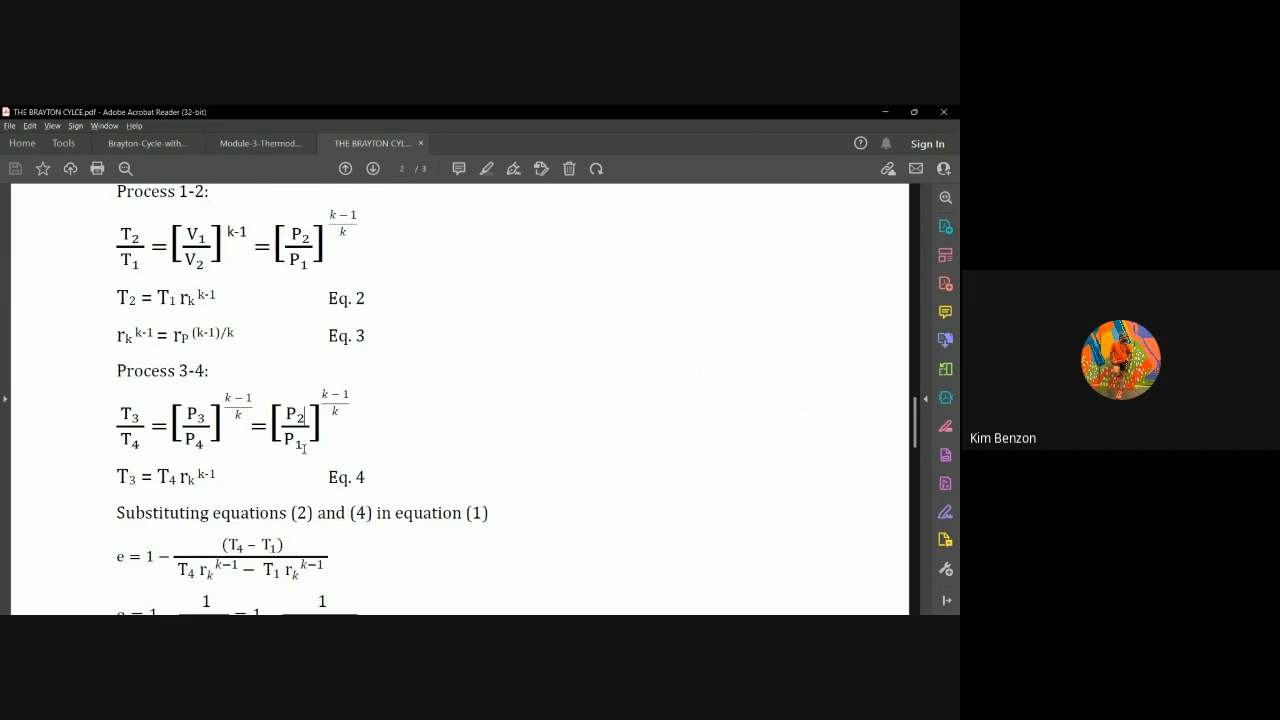 THE BRAYTON CYLCE.pdf - Adobe Acrobat Reader (32-bit)
File Edit View Sign Window Help
Home Tools Brayton-Cycle-with... Module-3-Thermod... THE BRAYTON CYL... × Sign In
2 / 3
Process 1-2:
T₂/T₁ = [V₁/V₂]^k-1 = [P₂/P₁]^(k−1)/k
T₂ = T₁ rₖ^k-1 Eq. 2
rₖ^k-1 = r_P^(k-1)/k Eq. 3
Process 3-4:
T₃/T₄ = [P₃/P₄]^(k−1)/k = [P₂/P₁]^(k−1)/k
T₃ = T₄ rₖ^k-1 Eq. 4
Substituting equations (2) and (4) in equation (1)
e = 1 − (T₄ − T₁)/(T₄ rₖ^k−1 − T₁ rₖ^k−1)
1 1
Kim Benzon